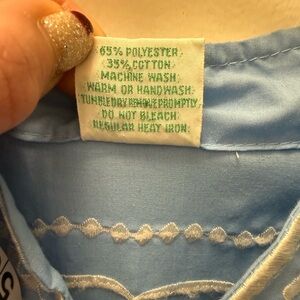 65% POLYESTER
35% COTTON
MACHINE WASH
WARM OR HANDWASH
TUMBLE DRY REMOVE PROMPTLY
DO NOT BLEACH
REGULAR HEAT IRON.